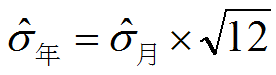 σ̂年 = σ̂月 × √12